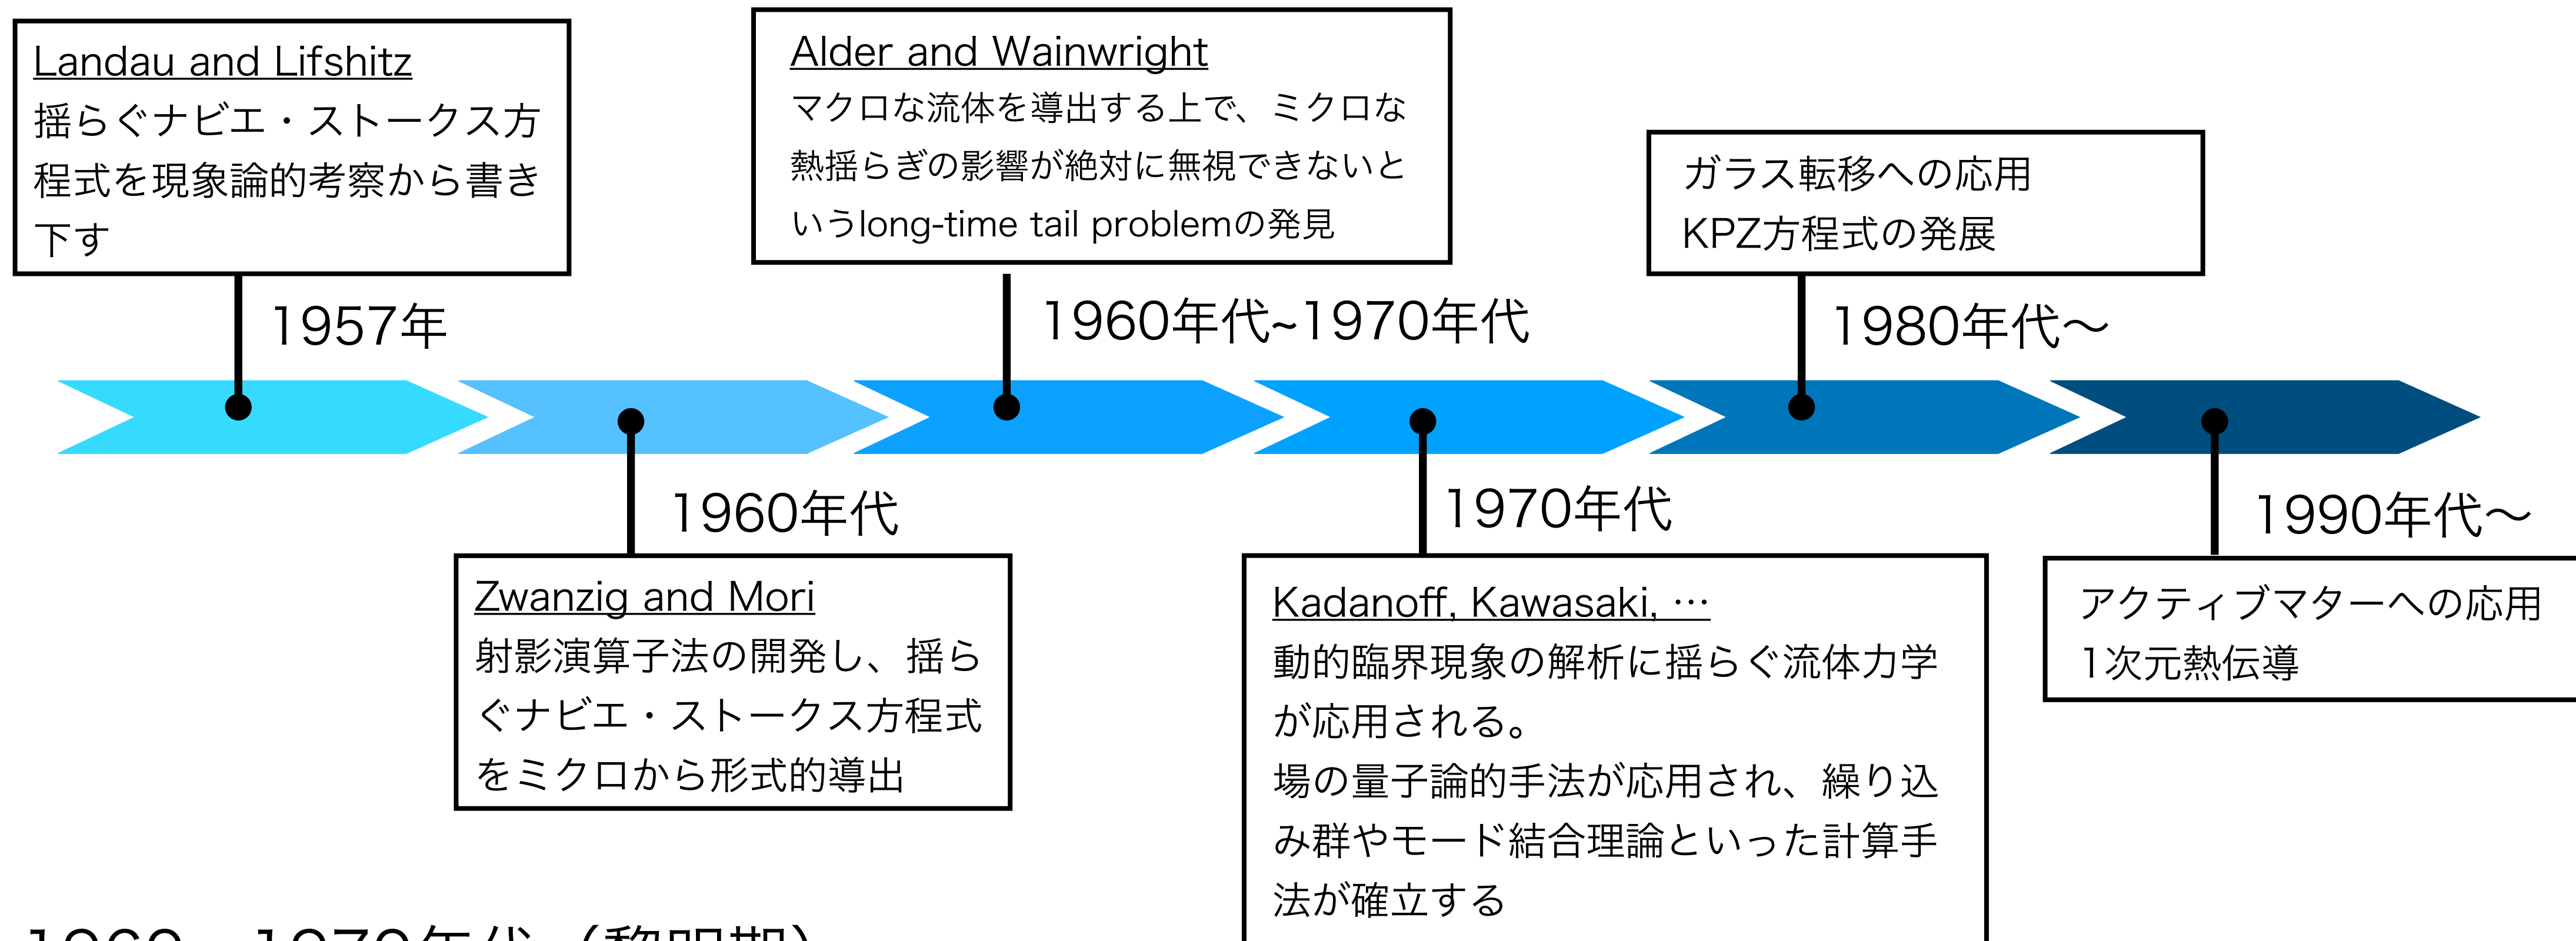 Landau and Lifshitz
揺らぐナビエ・ストークス方
程式を現象論的考察から書き
下す
1957年
Alder and Wainwright
マクロな流体を導出する上で、ミクロな
熱揺らぎの影響が絶対に無視できないと
いうlong-time tail problemの発見
1960年代~1970年代
ガラス転移への応用
KPZ方程式の発展
1980年代〜
1960年代
Zwanzig and Mori
射影演算子法の開発し、揺ら
ぐナビエ・ストークス方程式
をミクロから形式的導出
1970年代
Kadanoff, Kawasaki, …
動的臨界現象の解析に揺らぐ流体力学
が応用される。
場の量子論的手法が応用され、繰り込
み群やモード結合理論といった計算手
法が確立する
1990年代〜
アクティブマターへの応用
1次元熱伝導